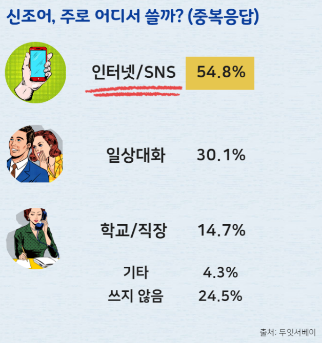 신조어, 주로 어디서 쓸까? (중복응답)
인터넷/SNS 54.8%
일상대화 30.1%
학교/직장 14.7%
기타 4.3%
쓰지 않음 24.5%
출처: 두잇서베이